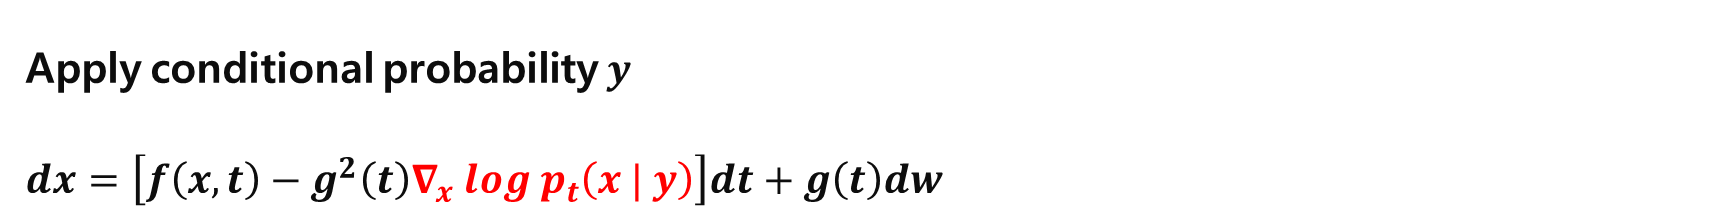 Apply conditional probability y
dx = [f(x, t) − g²(t)∇ₓ log pₜ(x | y)]dt + g(t)dw